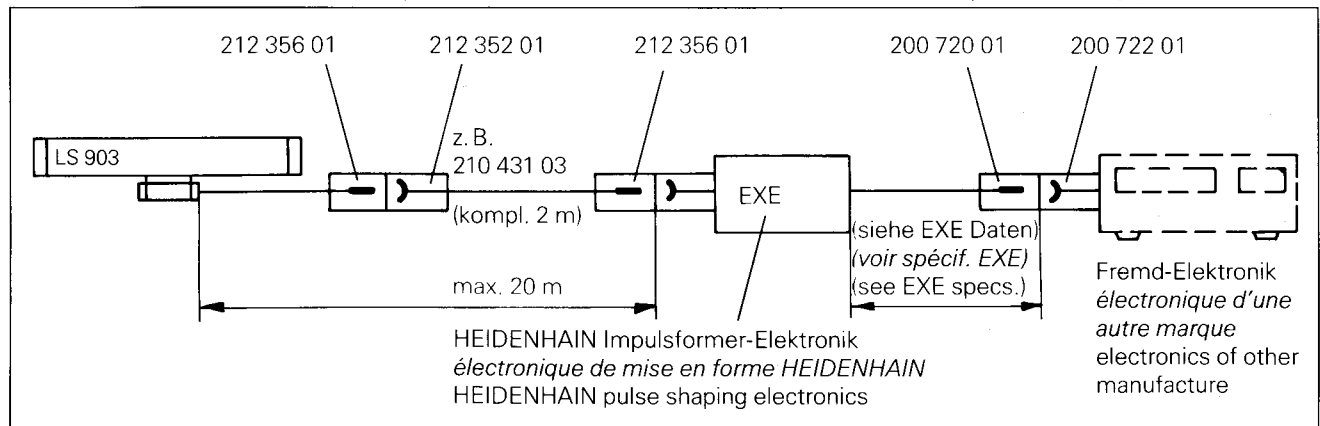 212 356 01
212 352 01
212 356 01
200 720 01
200 722 01
LS 903
z. B.
210 431 03
(kompl. 2 m)
EXE
(siehe EXE Daten)
(voir spécif. EXE)
(see EXE specs.)
max. 20 m
HEIDENHAIN Impulsformer-Elektronik
électronique de mise en forme HEIDENHAIN
HEIDENHAIN pulse shaping electronics
Fremd-Elektronik
électronique d'une
autre marque
electronics of other
manufacture